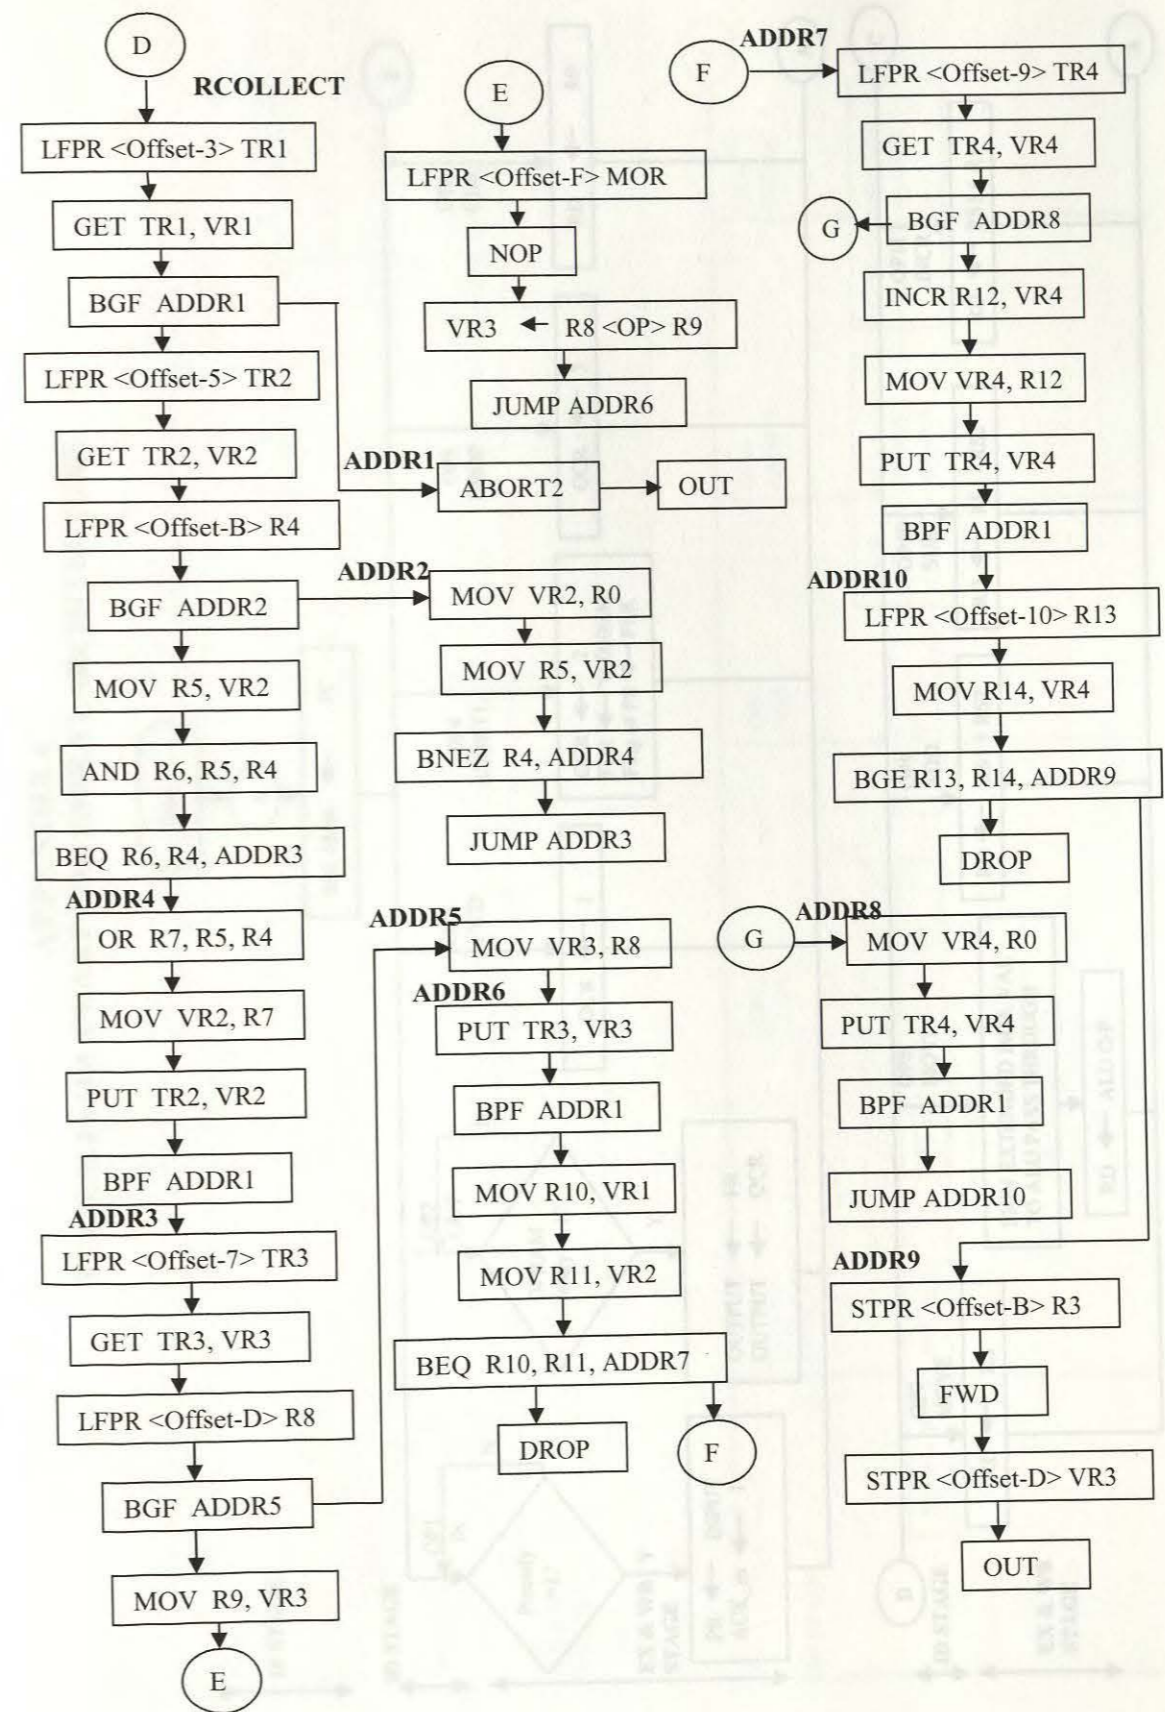 D
RCOLLECT
LFPR <Offset-3> TR1
GET TR1, VR1
BGF ADDR1
LFPR <Offset-5> TR2
GET TR2, VR2
LFPR <Offset-B> R4
BGF ADDR2
MOV R5, VR2
AND R6, R5, R4
BEQ R6, R4, ADDR3
ADDR4
OR R7, R5, R4
MOV VR2, R7
PUT TR2, VR2
BPF ADDR1
ADDR3
LFPR <Offset-7> TR3
GET TR3, VR3
LFPR <Offset-D> R8
BGF ADDR5
MOV R9, VR3
E
E
LFPR <Offset-F> MOR
NOP
VR3 ← R8 <OP> R9
JUMP ADDR6
ADDR1
ABORT2
OUT
ADDR2
MOV VR2, R0
MOV R5, VR2
BNEZ R4, ADDR4
JUMP ADDR3
ADDR5
MOV VR3, R8
ADDR6
PUT TR3, VR3
BPF ADDR1
MOV R10, VR1
MOV R11, VR2
BEQ R10, R11, ADDR7
DROP
F
F
ADDR7
LFPR <Offset-9> TR4
GET TR4, VR4
BGF ADDR8
G
INCR R12, VR4
MOV VR4, R12
PUT TR4, VR4
BPF ADDR1
ADDR10
LFPR <Offset-10> R13
MOV R14, VR4
BGE R13, R14, ADDR9
DROP
G
ADDR8
MOV VR4, R0
PUT TR4, VR4
BPF ADDR1
JUMP ADDR10
ADDR9
STPR <Offset-B> R3
FWD
STPR <Offset-D> VR3
OUT